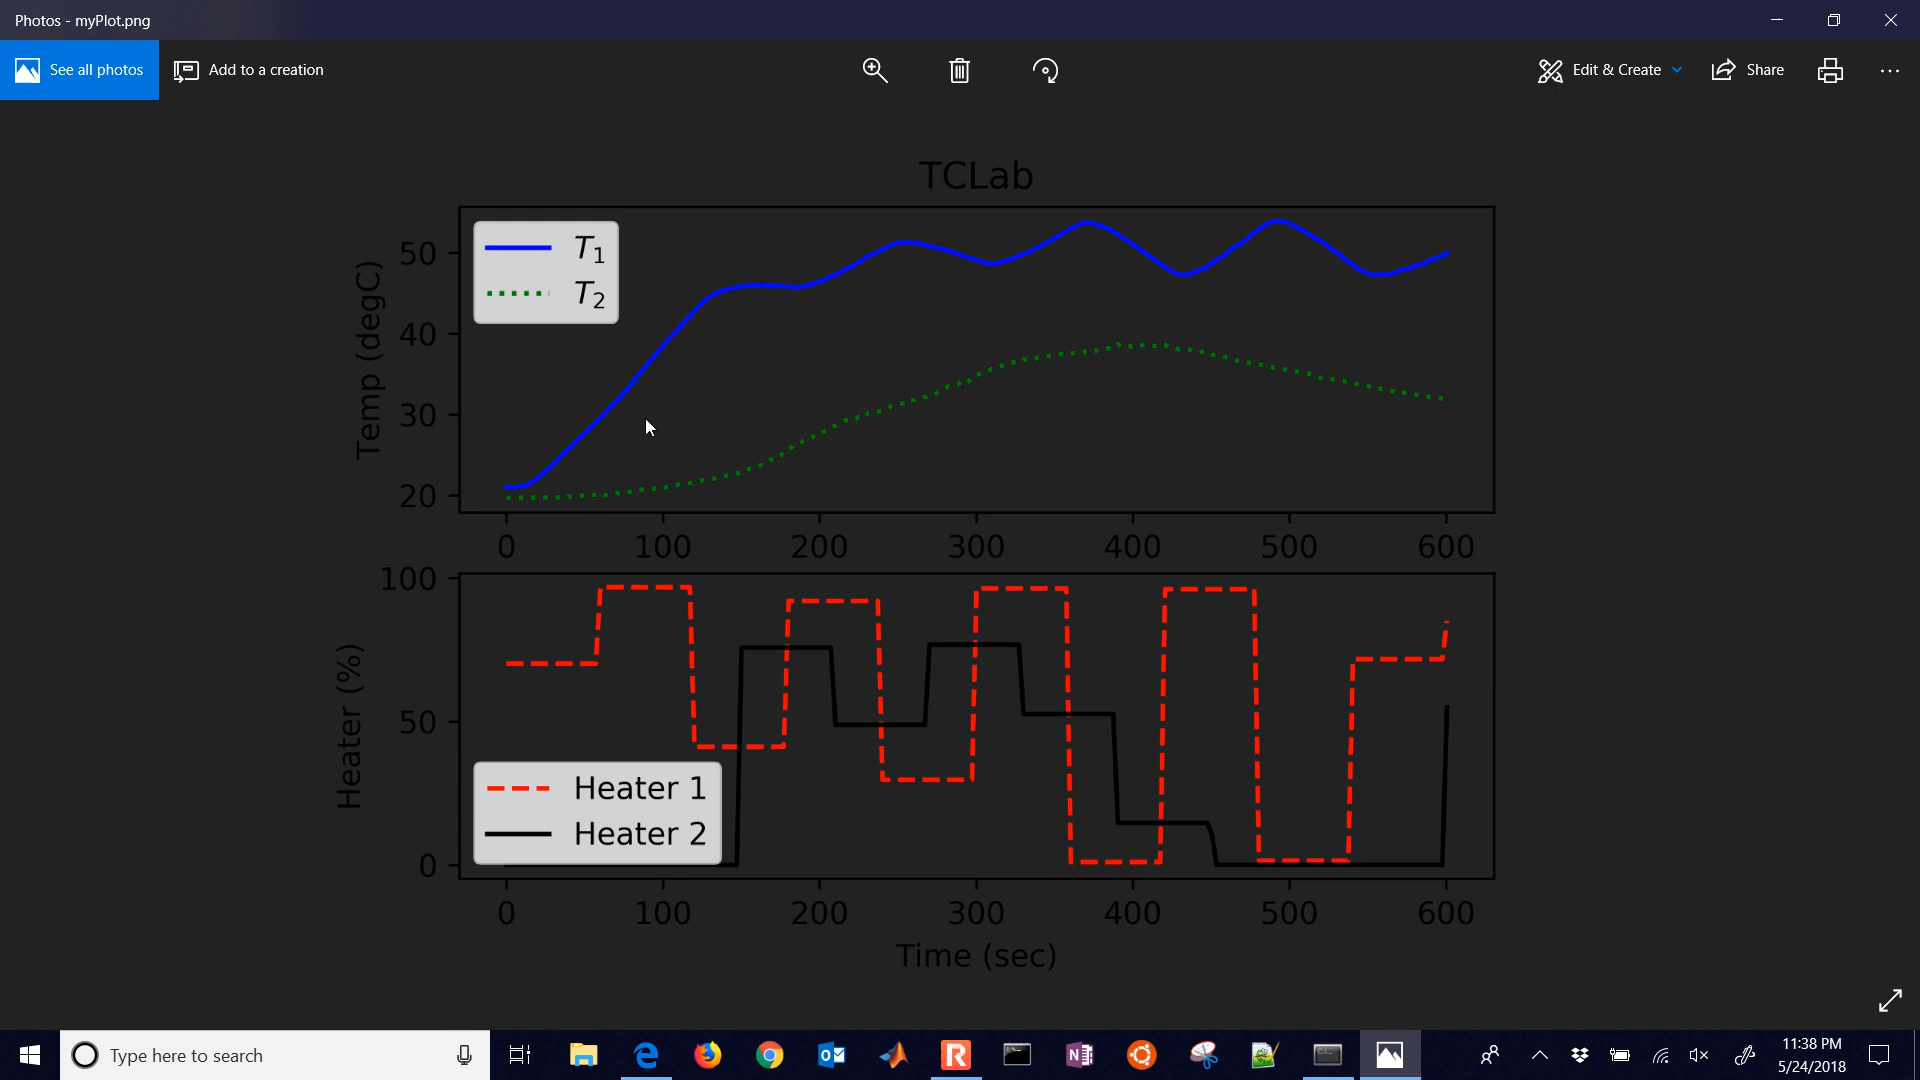 Photos - myPlot.png
See all photos
Add to a creation
Edit & Create
Share
TCLab
T1
T2
Temp (degC)
50
40
30
20
0 100 200 300 400 500 600
100
50
0
Heater (%)
Heater 1
Heater 2
0 100 200 300 400 500 600
Time (sec)
Type here to search
11:38 PM
5/24/2018